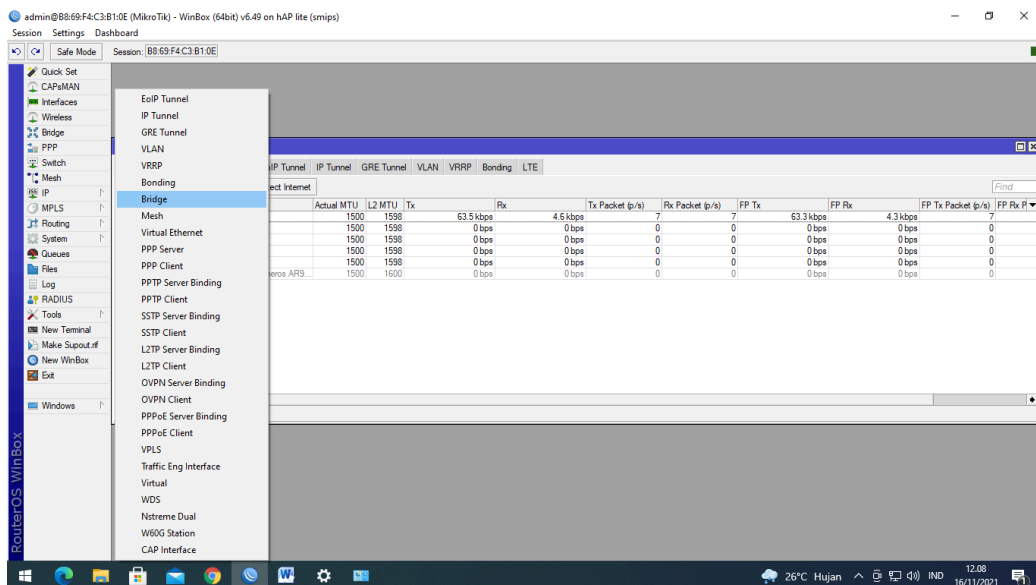 admin@B8:69:F4:C3:B1:0E (MikroTik) - WinBox (64bit) v6.49 on hAP lite (smips)
Session Settings Dashboard
Safe Mode Session: B8:69:F4:C3:B1:0E
Quick Set
CAPsMAN
Interfaces
Wireless
Bridge
PPP
Switch
Mesh
IP
MPLS
Routing
System
Queues
Files
Log
RADIUS
Tools
New Terminal
Make Supout.rif
New WinBox
Exit
Windows
RouterOS WinBox
EoIP Tunnel
IP Tunnel
GRE Tunnel
VLAN
VRRP
Bonding
Bridge
Mesh
Virtual Ethernet
PPP Server
PPP Client
PPTP Server Binding
PPTP Client
SSTP Server Binding
SSTP Client
L2TP Server Binding
L2TP Client
OVPN Server Binding
OVPN Client
PPPoE Server Binding
PPPoE Client
VPLS
Traffic Eng Interface
Virtual
WDS
Nstreme Dual
W60G Station
CAP Interface
IP Tunnel IP Tunnel GRE Tunnel VLAN VRRP Bonding LTE
ect Internet Find
Actual MTU L2 MTU Tx Rx Tx Packet (p/s) Rx Packet (p/s) FP Tx FP Rx FP Tx Packet (p/s) FP Rx P
1500 1598 63.5 kbps 4.6 kbps 7 7 63.3 kbps 4.3 kbps 7
1500 1598 0 bps 0 bps 0 0 0 bps 0 bps 0
1500 1598 0 bps 0 bps 0 0 0 bps 0 bps 0
1500 1598 0 bps 0 bps 0 0 0 bps 0 bps 0
1500 1598 0 bps 0 bps 0 0 0 bps 0 bps 0
heros AR9... 1500 1600 0 bps 0 bps 0 0 0 bps 0 bps 0
26°C Hujan IND 12.08
16/11/2021